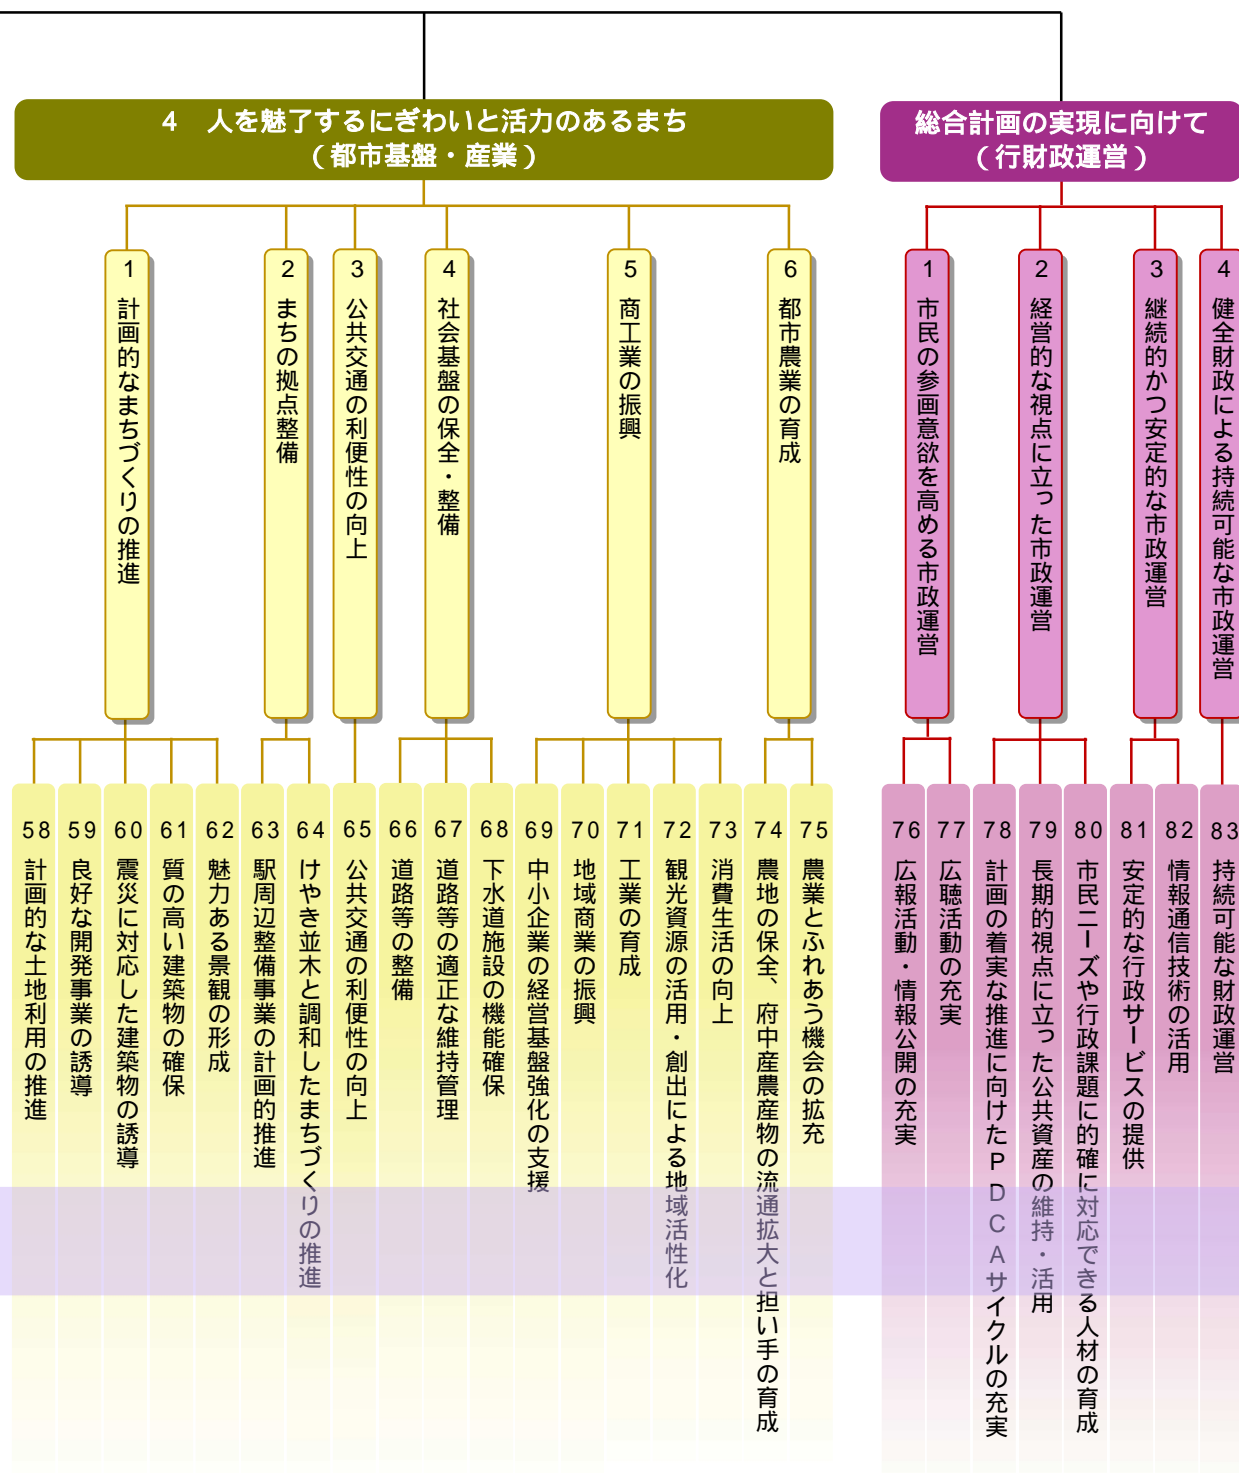 4　人を魅了するにぎわいと活力のあるまち
（都市基盤・産業）
総合計画の実現に向けて
（行財政運営）
1　計画的なまちづくりの推進
2　まちの拠点整備
3　公共交通の利便性の向上
4　社会基盤の保全・整備
5　商工業の振興
6　都市農業の育成
1　市民の参画意欲を高める市政運営
2　経営的な視点に立った市政運営
3　継続的かつ安定的な市政運営
4　健全財政による持続可能な市政運営
58　計画的な土地利用の推進
59　良好な開発事業の誘導
60　震災に対応した建築物の誘導
61　質の高い建築物の確保
62　魅力ある景観の形成
63　駅周辺整備事業の計画的推進
64　けやき並木と調和したまちづくりの推進
65　公共交通の利便性の向上
66　道路等の整備
67　道路等の適正な維持管理
68　下水道施設の機能確保
69　中小企業の経営基盤強化の支援
70　地域商業の振興
71　工業の育成
72　観光資源の活用・創出による地域活性化
73　消費生活の向上
74　農地の保全、府中産農産物の流通拡大と担い手の育成
75　農業とふれあう機会の拡充
76　広報活動・情報公開の充実
77　広聴活動の充実
78　計画の着実な推進に向けたPDCAサイクルの充実
79　長期的視点に立った公共資産の維持・活用
80　市民ニーズや行政課題に的確に対応できる人材の育成
81　安定的な行政サービスの提供
82　情報通信技術の活用
83　持続可能な財政運営